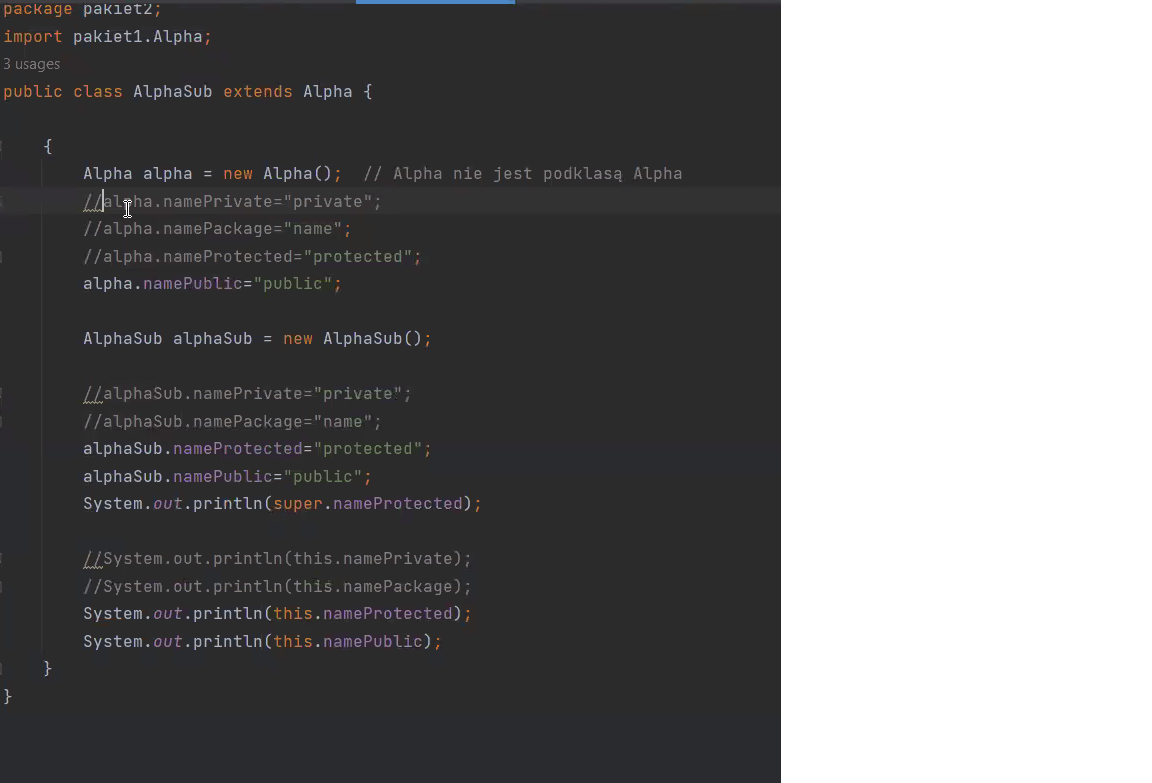 package pakiet2;
import pakiet1.Alpha;
3 usages
public class AlphaSub extends Alpha {
{
Alpha alpha = new Alpha();  // Alpha nie jest podklasą Alpha
//alpha.namePrivate="private";
//alpha.namePackage="name";
//alpha.nameProtected="protected";
alpha.namePublic="public";
AlphaSub alphaSub = new AlphaSub();
//alphaSub.namePrivate="private";
//alphaSub.namePackage="name";
alphaSub.nameProtected="protected";
alphaSub.namePublic="public";
System.out.println(super.nameProtected);
//System.out.println(this.namePrivate);
//System.out.println(this.namePackage);
System.out.println(this.nameProtected);
System.out.println(this.namePublic);
}
}